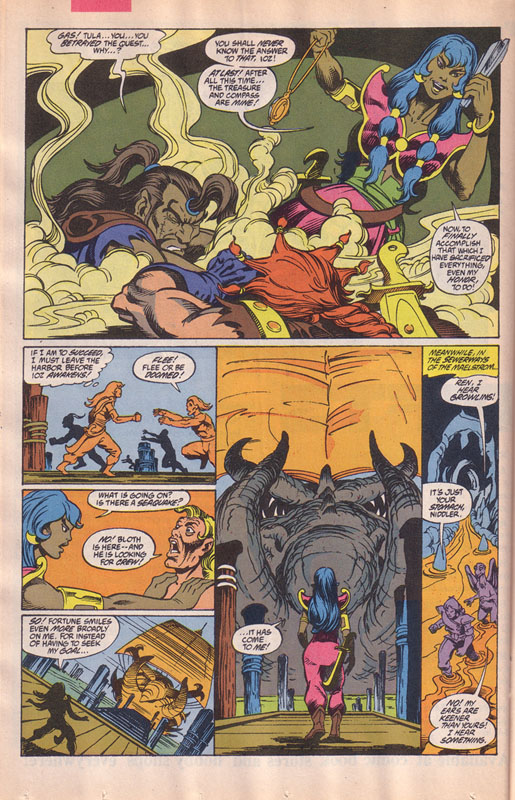 GAS! TULA...YOU...YOU
BETRAYED THE QUEST...
WHY...?
YOU SHALL NEVER
KNOW THE ANSWER
TO THAT, IOZ!
AT LAST! AFTER
ALL THIS TIME...
THE TREASURE
AND COMPASS
ARE MINE!
NOW, TO
FINALLY
ACCOMPLISH
THAT WHICH I
HAVE SACRIFICED
EVERYTHING,
EVEN MY
HONOR,
TO DO!
IF I AM TO SUCCEED,
I MUST LEAVE THE
HARBOR BEFORE
IOZ AWAKENS!
FLEE!
FLEE OR BE
DOOMED!
WHAT IS GOING ON?
IS THERE A SEAQUAKE?
NO! BLOTH
IS HERE--AND
HE IS LOOKING
FOR CREW!
SO! FORTUNE SMILES
EVEN MORE BROADLY
ON ME. FOR INSTEAD
OF HAVING TO SEEK
MY GOAL...
...IT HAS
COME
TO ME!
MEANWHILE, IN
THE SEWERWAYS
OF THE MAELSTROM...
REN, I
HEAR
GROWLING!
IT'S JUST
YOUR
STOMACH,
NIDDLER.
NO! MY
EARS ARE
KEENER
THAN YOURS! I
HEAR
SOMETHING.